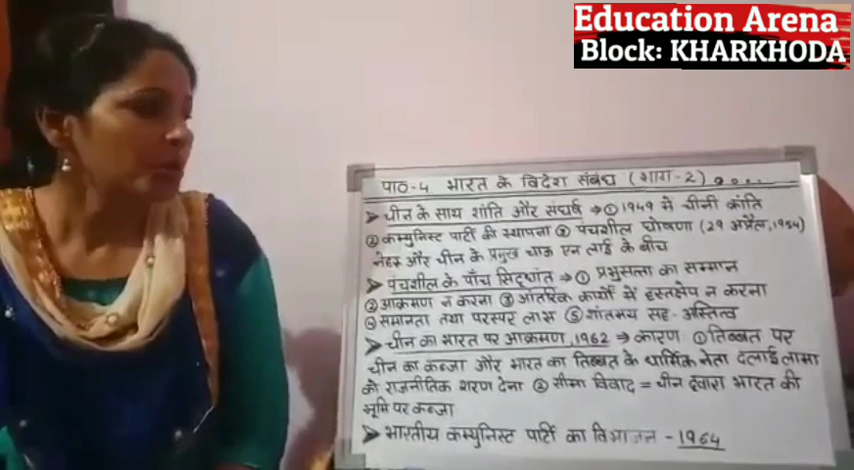 Education Arena
Block: KHARKHODA
पाठ-4 भारत के विदेश संबंध (भाग-2)
➤ चीन के साथ शांति और संघर्ष → ① 1949 में चीनी क्रांति
② कम्युनिस्ट पार्टी की स्थापना ③ पंचशील घोषणा (29 अप्रैल, 1954)
नेहरू और चीन के प्रमुख चाऊ एन लाई के बीच
➤ पंचशील के पाँच सिद्धांत → ① प्रभुसत्ता का सम्मान
② आक्रमण न करना ③ आंतरिक कार्यों में हस्तक्षेप न करना
④ समानता तथा परस्पर लाभ ⑤ शांतमय सह-अस्तित्व
➤ चीन का भारत पर आक्रमण, 1962 → कारण ① तिब्बत पर
चीन का कब्जा और भारत का तिब्बत के धार्मिक नेता दलाई लामा
को राजनीतिक शरण देना ② सीमा विवाद = चीन द्वारा भारत की
भूमि पर कब्जा
➤ भारतीय कम्युनिस्ट पार्टी का विभाजन - 1964